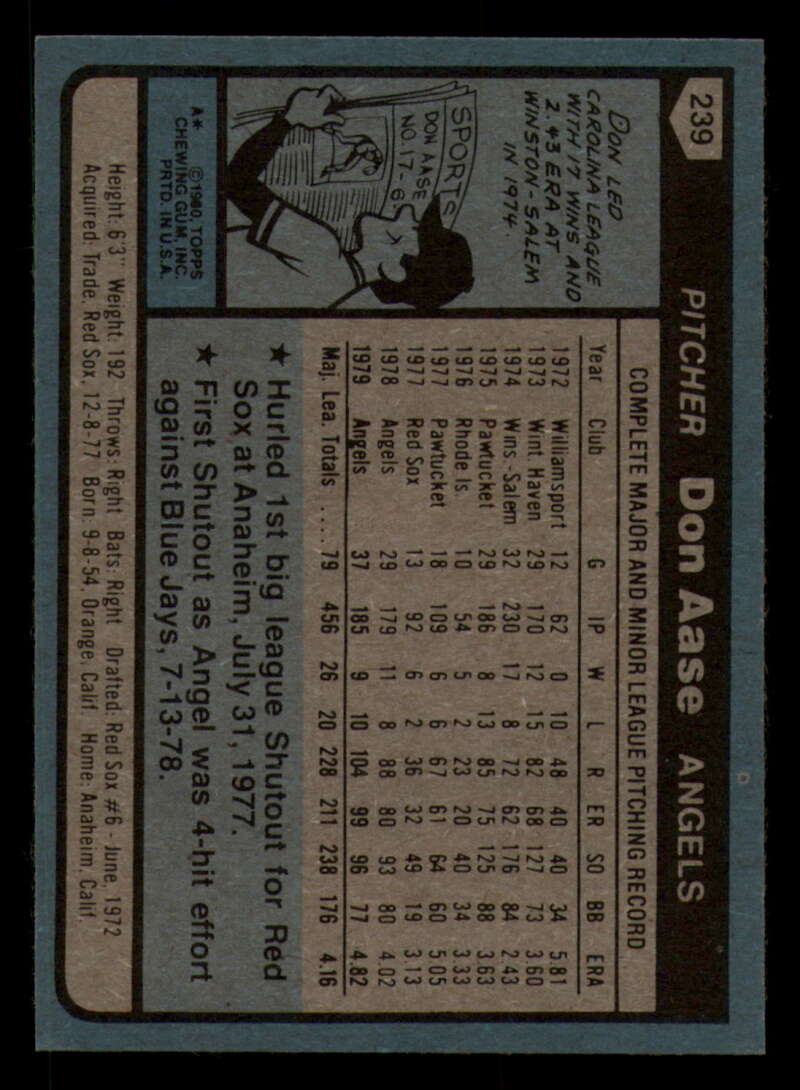 239
PITCHER Don Aase ANGELS
DON LED
CAROLINA LEAGUE
WITH 17 WINS AND
2.43 ERA AT
WINSTON-SALEM
IN 1974.
SPORTS
DON AASE
NO. 17-6
A* ©1980, TOPPS
CHEWING GUM, INC.
PRTD. IN U.S.A.
COMPLETE MAJOR AND MINOR LEAGUE PITCHING RECORD
Year Club G IP W L R ER SO BB ERA
1972 Williamsport 12 62 0 10 48 40 40 34 5.81
1973 Wint. Haven 29 170 12 15 82 68 127 73 3.60
1974 Wins.-Salem 32 230 17 8 72 62 176 84 2.43
1975 Pawtucket 29 186 8 13 85 75 125 88 3.63
1976 Rhode Is. 10 54 5 2 23 20 40 34 3.33
1977 Pawtucket 18 109 6 6 67 61 64 60 5.05
1977 Red Sox 13 92 6 2 36 32 49 19 3.13
1978 Angels 29 179 11 8 88 80 93 80 4.02
1979 Angels 37 185 9 10 104 99 96 77 4.82
Maj. Lea. Totals .... 79 456 26 20 228 211 238 176 4.16
★ Hurled 1st big league Shutout for Red
Sox at Anaheim, July 31, 1977.
★ First Shutout as Angel was 4-hit effort
against Blue Jays, 7-13-78.
Height: 6'3" Weight: 192 Throws: Right Bats: Right Drafted: Red Sox #6 - June, 1972
Acquired: Trade, Red Sox, 12-8-77 Born: 9-8-54, Orange, Calif. Home: Anaheim, Calif.